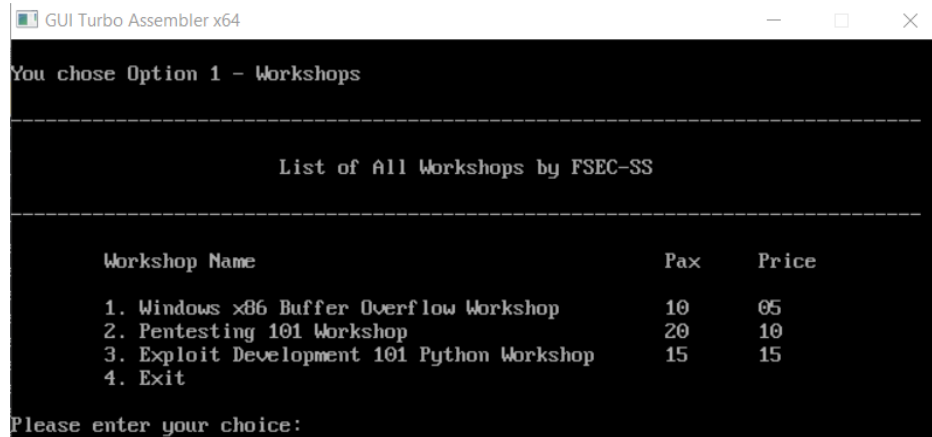 GUI Turbo Assembler x64
You chose Option 1 - Workshops
------------------------------------------------------------------------------
List of All Workshops by FSEC-SS
------------------------------------------------------------------------------
Workshop Name Pax Price
1. Windows x86 Buffer Overflow Workshop 10 05
2. Pentesting 101 Workshop 20 10
3. Exploit Development 101 Python Workshop 15 15
4. Exit
Please enter your choice: